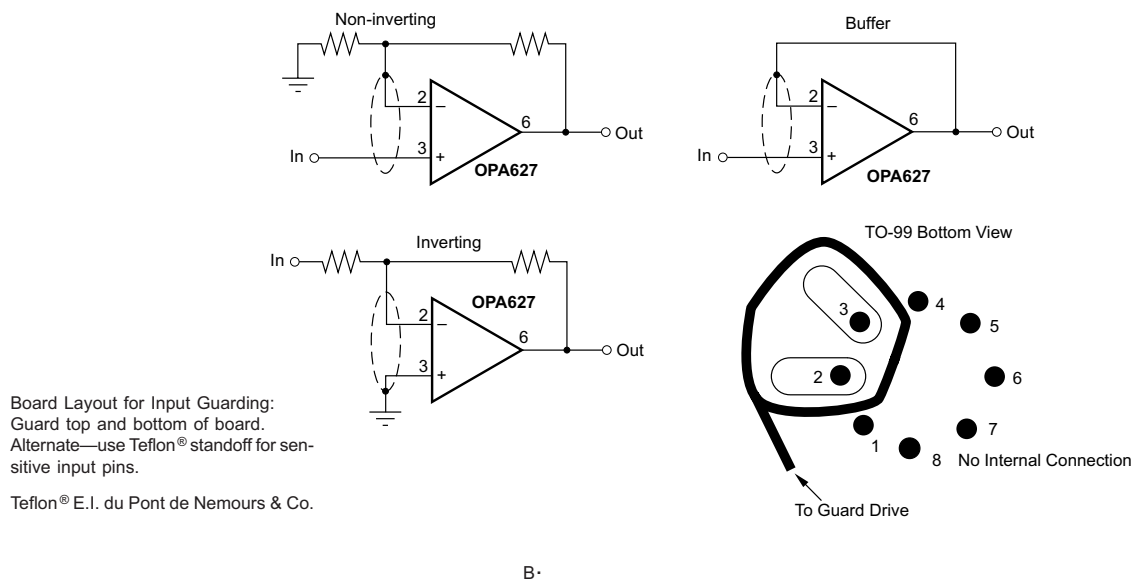 Non-inverting
2
−
6
Out
In
3
+
OPA627
Buffer
2
−
6
Out
In
3
+
OPA627
Inverting
In
OPA627
2
−
6
Out
3
+
TO-99 Bottom View
3
4
5
2
6
7
1
8
No Internal Connection
To Guard Drive
Board Layout for Input Guarding:
Guard top and bottom of board.
Alternate—use Teflon® standoff for sen-
sitive input pins.
Teflon® E.I. du Pont de Nemours & Co.
B·